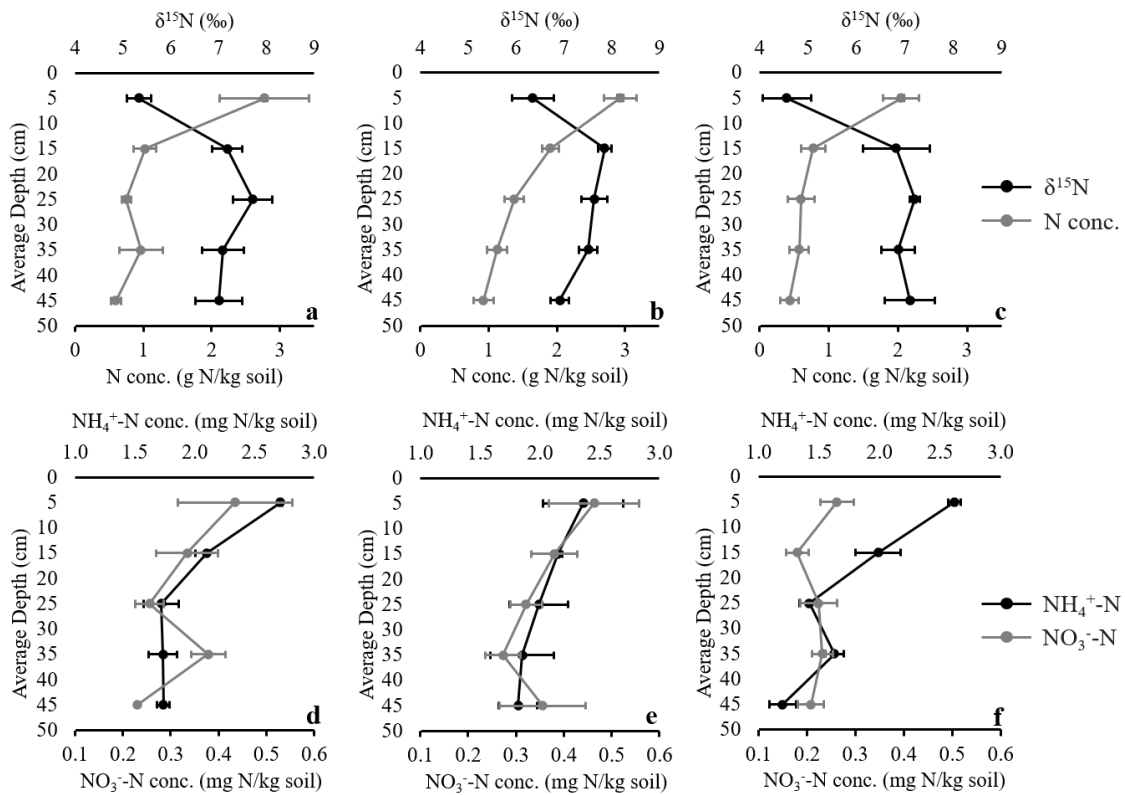 δ¹⁵N (‰) δ¹⁵N (‰) δ¹⁵N (‰)
4 5 6 7 8 9 4 5 6 7 8 9 4 5 6 7 8 9
0 0 0
5 5 5
10 10 10
15 15 15
20 20 20
25 25 25
30 30 30
35 35 35
40 40 40
45 45 45
50 50 50
Average Depth (cm) Average Depth (cm) Average Depth (cm)
a b c
δ¹⁵N
N conc.
0 1 2 3 0 1 2 3 0 1 2 3
N conc. (g N/kg soil) N conc. (g N/kg soil) N conc. (g N/kg soil)
NH₄⁺-N conc. (mg N/kg soil) NH₄⁺-N conc. (mg N/kg soil) NH₄⁺-N conc. (mg N/kg soil)
1.0 1.5 2.0 2.5 3.0 1.0 1.5 2.0 2.5 3.0 1.0 1.5 2.0 2.5 3.0
0 0 0
5 5 5
10 10 10
15 15 15
20 20 20
25 25 25
30 30 30
35 35 35
40 40 40
45 45 45
50 50 50
Average Depth (cm) Average Depth (cm) Average Depth (cm)
d e f
NH₄⁺-N
NO₃⁻-N
0.1 0.2 0.3 0.4 0.5 0.6 0.1 0.2 0.3 0.4 0.5 0.6 0.1 0.2 0.3 0.4 0.5 0.6
NO₃⁻-N conc. (mg N/kg soil) NO₃⁻-N conc. (mg N/kg soil) NO₃⁻-N conc. (mg N/kg soil)